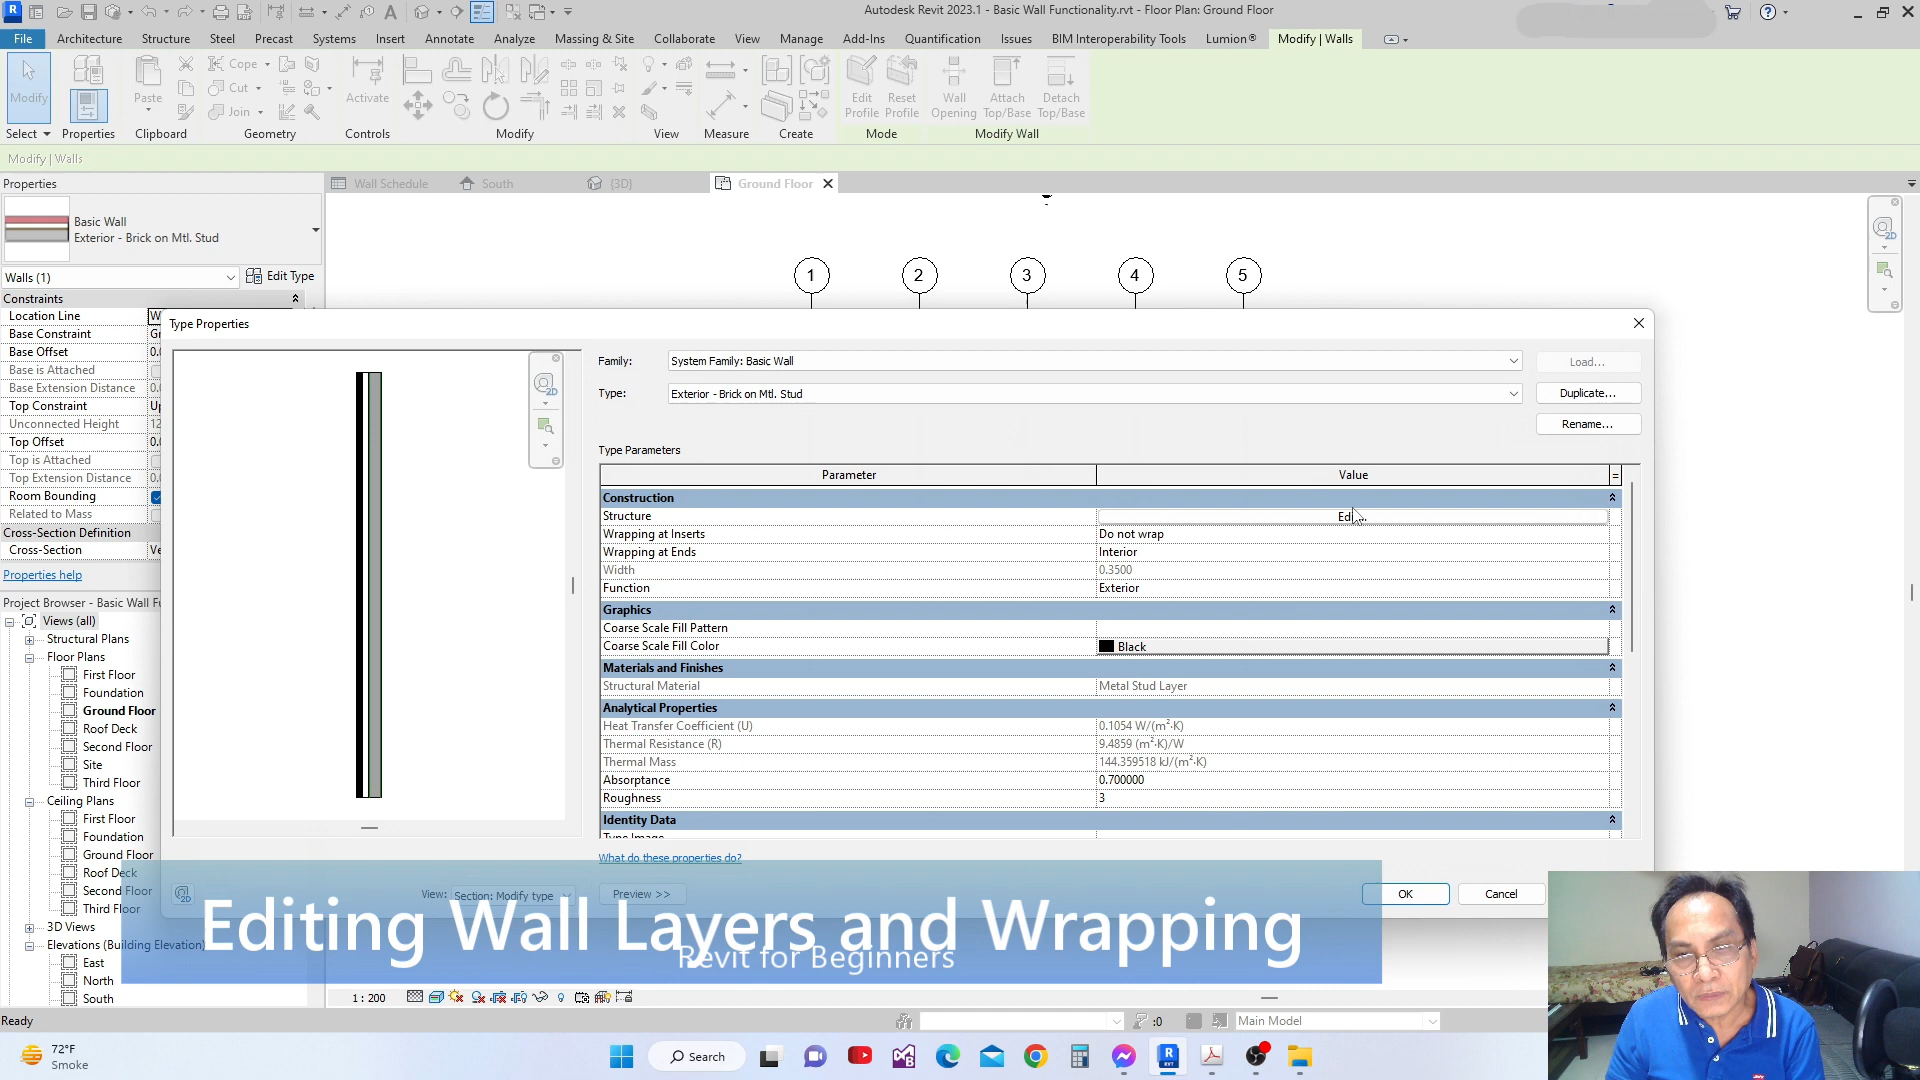 Autodesk Revit 2023.1 - Basic Wall Functionality.rvt - Floor Plan: Ground Floor
File Architecture Structure Steel Precast Systems Insert Annotate Analyze Massing & Site Collaborate View Manage Add-Ins Quantification Issues BIM Interoperability Tools Lumion® Modify | Walls
Modify Paste Cope Cut Join Activate Edit Profile Reset Profile Wall Opening Attach Top/Base Detach Top/Base
Select Properties Clipboard Geometry Controls Modify View Measure Create Mode Modify Wall
Modify | Walls
Properties
Wall Schedule South {3D} Ground Floor
Basic Wall
Exterior - Brick on Mtl. Stud
Walls (1) Edit Type
1 2 3 4 5
Constraints
Location Line W
Base Constraint Gr
Base Offset 0.
Base is Attached
Base Extension Distance 0.
Top Constraint Up
Unconnected Height 12
Top Offset 0.
Top is Attached
Top Extension Distance 0.
Room Bounding
Related to Mass
Cross-Section Definition
Cross-Section Ve
Properties help
Project Browser - Basic Wall Fu
Views (all)
Structural Plans
Floor Plans
First Floor
Foundation
Ground Floor
Roof Deck
Second Floor
Site
Third Floor
Ceiling Plans
First Floor
Foundation
Ground Floor
Roof Deck
Second Floor
Third Floor
3D Views
Elevations (Building Elevation)
East
North
South
Type Properties
Family: System Family: Basic Wall Load...
Type: Exterior - Brick on Mtl. Stud Duplicate...
Rename...
Type Parameters
Parameter Value =
Construction
Structure Ed...
Wrapping at Inserts Do not wrap
Wrapping at Ends Interior
Width 0.3500
Function Exterior
Graphics
Coarse Scale Fill Pattern
Coarse Scale Fill Color Black
Materials and Finishes
Structural Material Metal Stud Layer
Analytical Properties
Heat Transfer Coefficient (U) 0.1054 W/(m²·K)
Thermal Resistance (R) 9.4859 (m²·K)/W
Thermal Mass 144.359518 kJ/(m²·K)
Absorptance 0.700000
Roughness 3
Identity Data
Type Image
What do these properties do?
View: Section: Modify type Preview >> OK Cancel
Editing Wall Layers and Wrapping
Revit for Beginners
1 : 200
Ready :0 Main Model
72°F
Smoke
Search